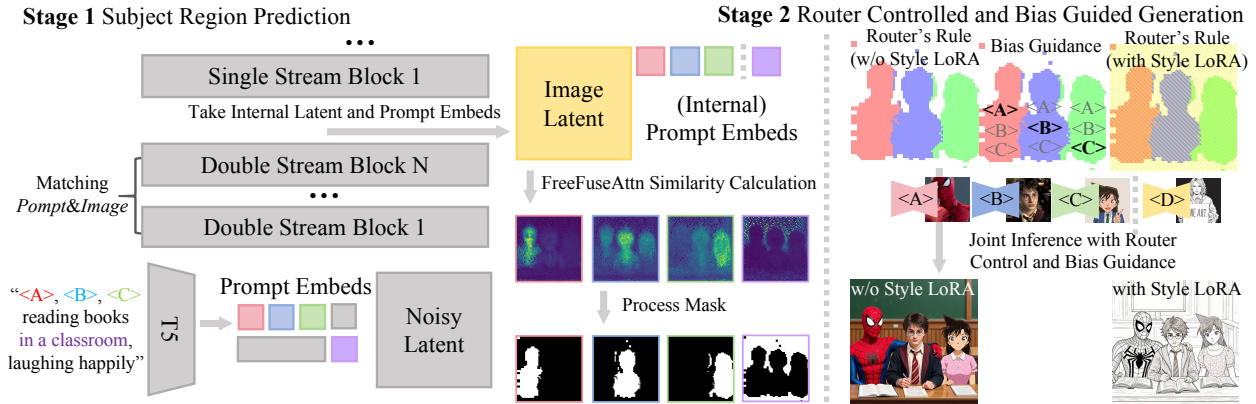 Stage 1 Subject Region Prediction
...
Single Stream Block 1
Take Internal Latent and Prompt Embeds
Double Stream Block N
...
Double Stream Block 1
Matching
Pompt&Image
"<A>, <B>, <C>
reading books
in a classroom,
laughing happily"
T5
Prompt Embeds
Noisy
Latent
Image
Latent
(Internal)
Prompt Embeds
FreeFuseAttn Similarity Calculation
Process Mask
Stage 2 Router Controlled and Bias Guided Generation
Router's Rule
(w/o Style LoRA
Bias Guidance
Router's Rule
(with Style LoRA)
<A> <A> <A>
<B> <B> <B>
<C> <C> <C>
<A> <B> <C> <D>
Joint Inference with Router
Control and Bias Guidance
w/o Style LoRA
with Style LoRA